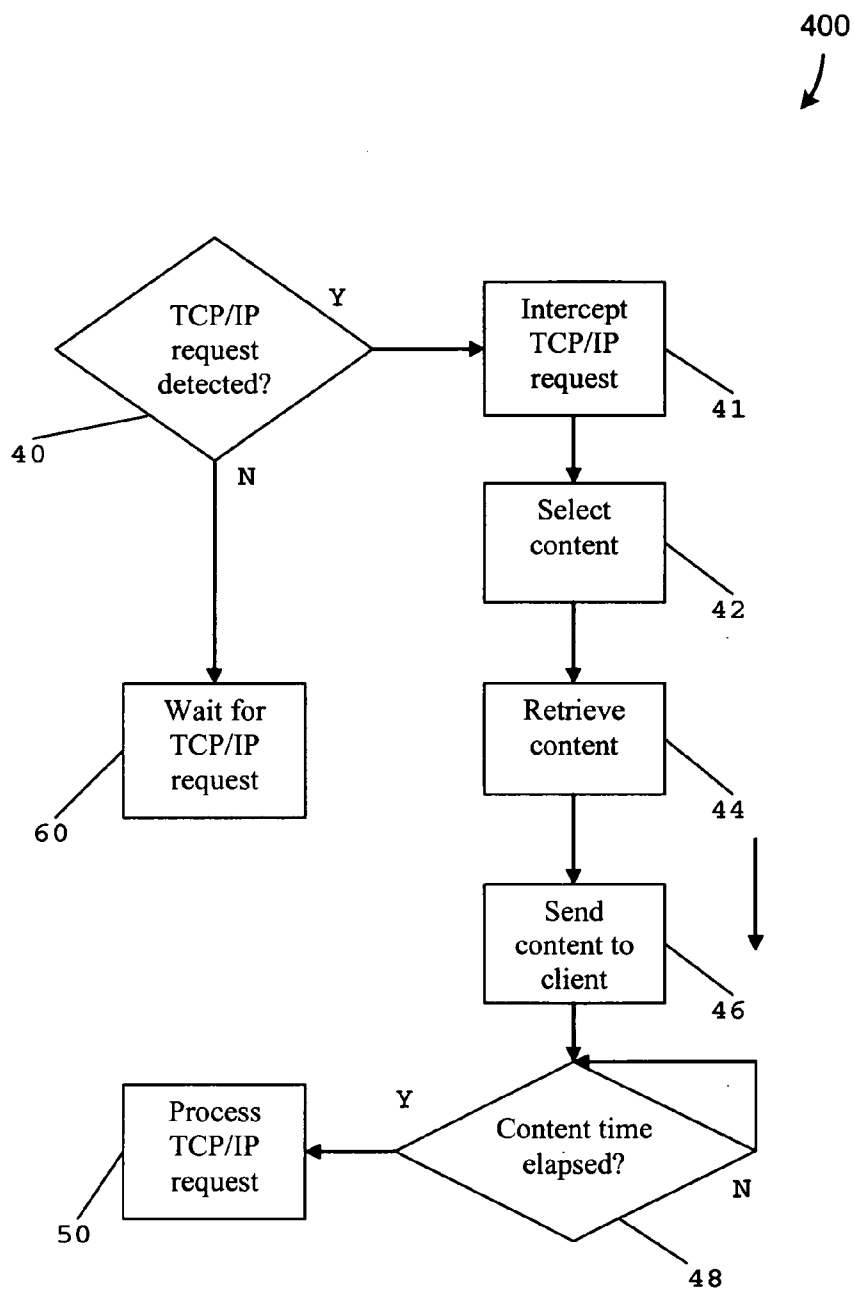 400
TCP/IP
request
detected?
Y
N
40
Intercept
TCP/IP
request
41
Select
content
42
Wait for
TCP/IP
request
60
Retrieve
content
44
Send
content to
client
46
Content time
elapsed?
Y
N
48
Process
TCP/IP
request
50